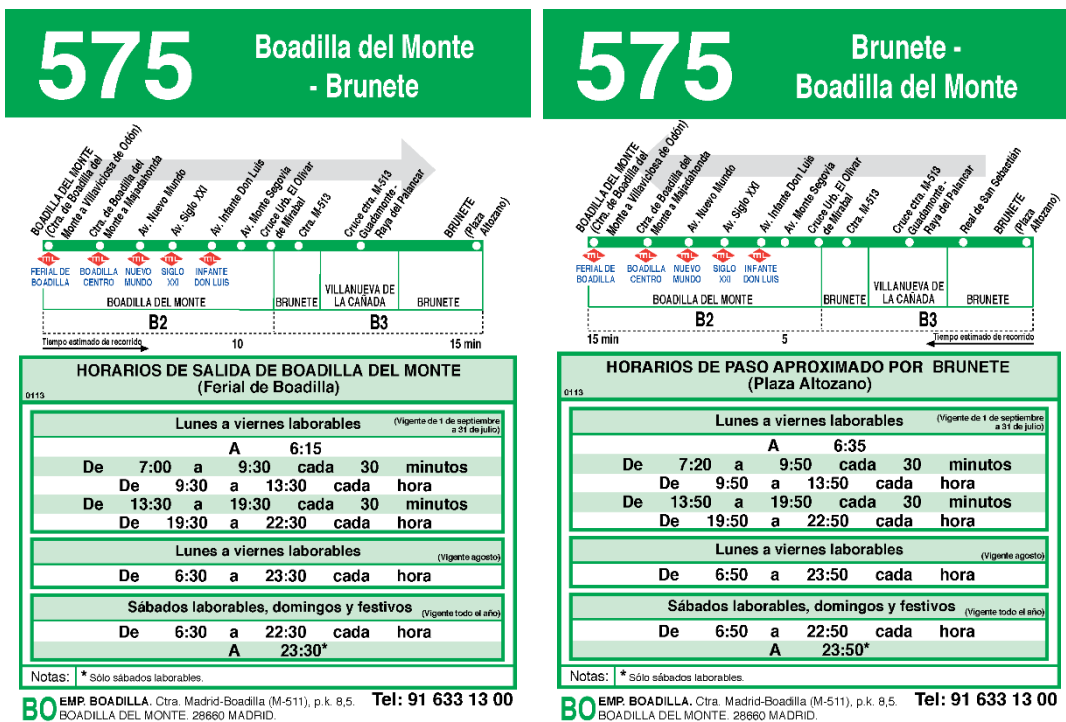 575
Boadilla del Monte
- Brunete
BOADILLA DEL MONTE
(Ctra. de Boadilla del
Monte a Villaviciosa de Odón)
Ctra. de Boadilla del
Monte a Majadahonda
Av. Nuevo Mundo
Av. Siglo XXI
Av. Infante Don Luis
Av. Monte Segovia
Cruce Urb. El Olivar
de Mirabal
Ctra. M-513
Cruce ctra. M-513
Guadamonte -
Raya del Palancar
BRUNETE
(Plaza
Altozano)
ML ML ML ML ML
FERIAL DE
BOADILLA
BOADILLA
CENTRO
NUEVO
MUNDO
SIGLO
XXI
INFANTE
DON LUIS
BOADILLA DEL MONTE
BRUNETE
VILLANUEVA DE
LA CAÑADA
BRUNETE
B2 B3
Tiempo estimado de recorrido 10 15 min
HORARIOS DE SALIDA DE BOADILLA DEL MONTE
(Ferial de Boadilla)
0113
Lunes a viernes laborables (Vigente de 1 de septiembre
a 31 de julio)
A 6:15
De 7:00 a 9:30 cada 30 minutos
De 9:30 a 13:30 cada hora
De 13:30 a 19:30 cada 30 minutos
De 19:30 a 22:30 cada hora
Lunes a viernes laborables (Vigente agosto)
De 6:30 a 23:30 cada hora
Sábados laborables, domingos y festivos (Vigente todo el año)
De 6:30 a 22:30 cada hora
A 23:30*
Notas: * Sólo sábados laborables.
BO EMP. BOADILLA. Ctra. Madrid-Boadilla (M-511), p.k. 8,5. Tel: 91 633 13 00
BOADILLA DEL MONTE. 28660 MADRID.
575
Brunete -
Boadilla del Monte
BOADILLA DEL MONTE
(Ctra. de Boadilla del
Monte a Villaviciosa de Odón)
Ctra. de Boadilla del
Monte a Majadahonda
Av. Nuevo Mundo
Av. Siglo XXI
Av. Infante Don Luis
Av. Monte Segovia
Cruce Urb. El Olivar
de Mirabal
Ctra. M-513
Cruce ctra. M-513
Guadamonte -
Raya del Palancar
Real de San Sebastián
BRUNETE
(Plaza
Altozano)
ML ML ML ML ML
FERIAL DE
BOADILLA
BOADILLA
CENTRO
NUEVO
MUNDO
SIGLO
XXI
INFANTE
DON LUIS
BOADILLA DEL MONTE
BRUNETE
VILLANUEVA DE
LA CAÑADA
BRUNETE
B2 B3
15 min 5 Tiempo estimado de recorrido
HORARIOS DE PASO APROXIMADO POR BRUNETE
(Plaza Altozano)
0113
Lunes a viernes laborables (Vigente de 1 de septiembre
a 31 de julio)
A 6:35
De 7:20 a 9:50 cada 30 minutos
De 9:50 a 13:50 cada hora
De 13:50 a 19:50 cada 30 minutos
De 19:50 a 22:50 cada hora
Lunes a viernes laborables (Vigente agosto)
De 6:50 a 23:50 cada hora
Sábados laborables, domingos y festivos (Vigente todo el año)
De 6:50 a 22:50 cada hora
A 23:50*
Notas: * Sólo sábados laborables.
BO EMP. BOADILLA. Ctra. Madrid-Boadilla (M-511), p.k. 8,5. Tel: 91 633 13 00
BOADILLA DEL MONTE. 28660 MADRID.